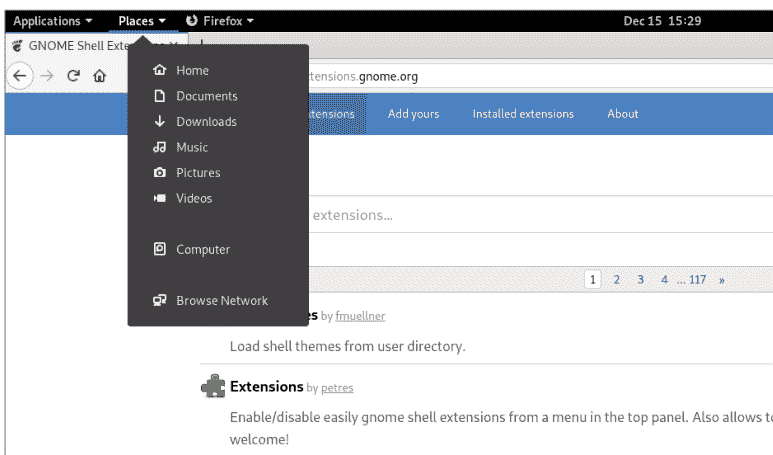 Applications Places Firefox Dec 15 15:29
GNOME Shell Exte
tensions.gnome.org
Home
Documents
Downloads
Music
Pictures
Videos
Computer
Browse Network
tensions Add yours Installed extensions About
extensions...
1 2 3 4 ... 117 »
es by fmuellner
Load shell themes from user directory.
Extensions by petres
Enable/disable easily gnome shell extensions from a menu in the top panel. Also allows t
welcome!